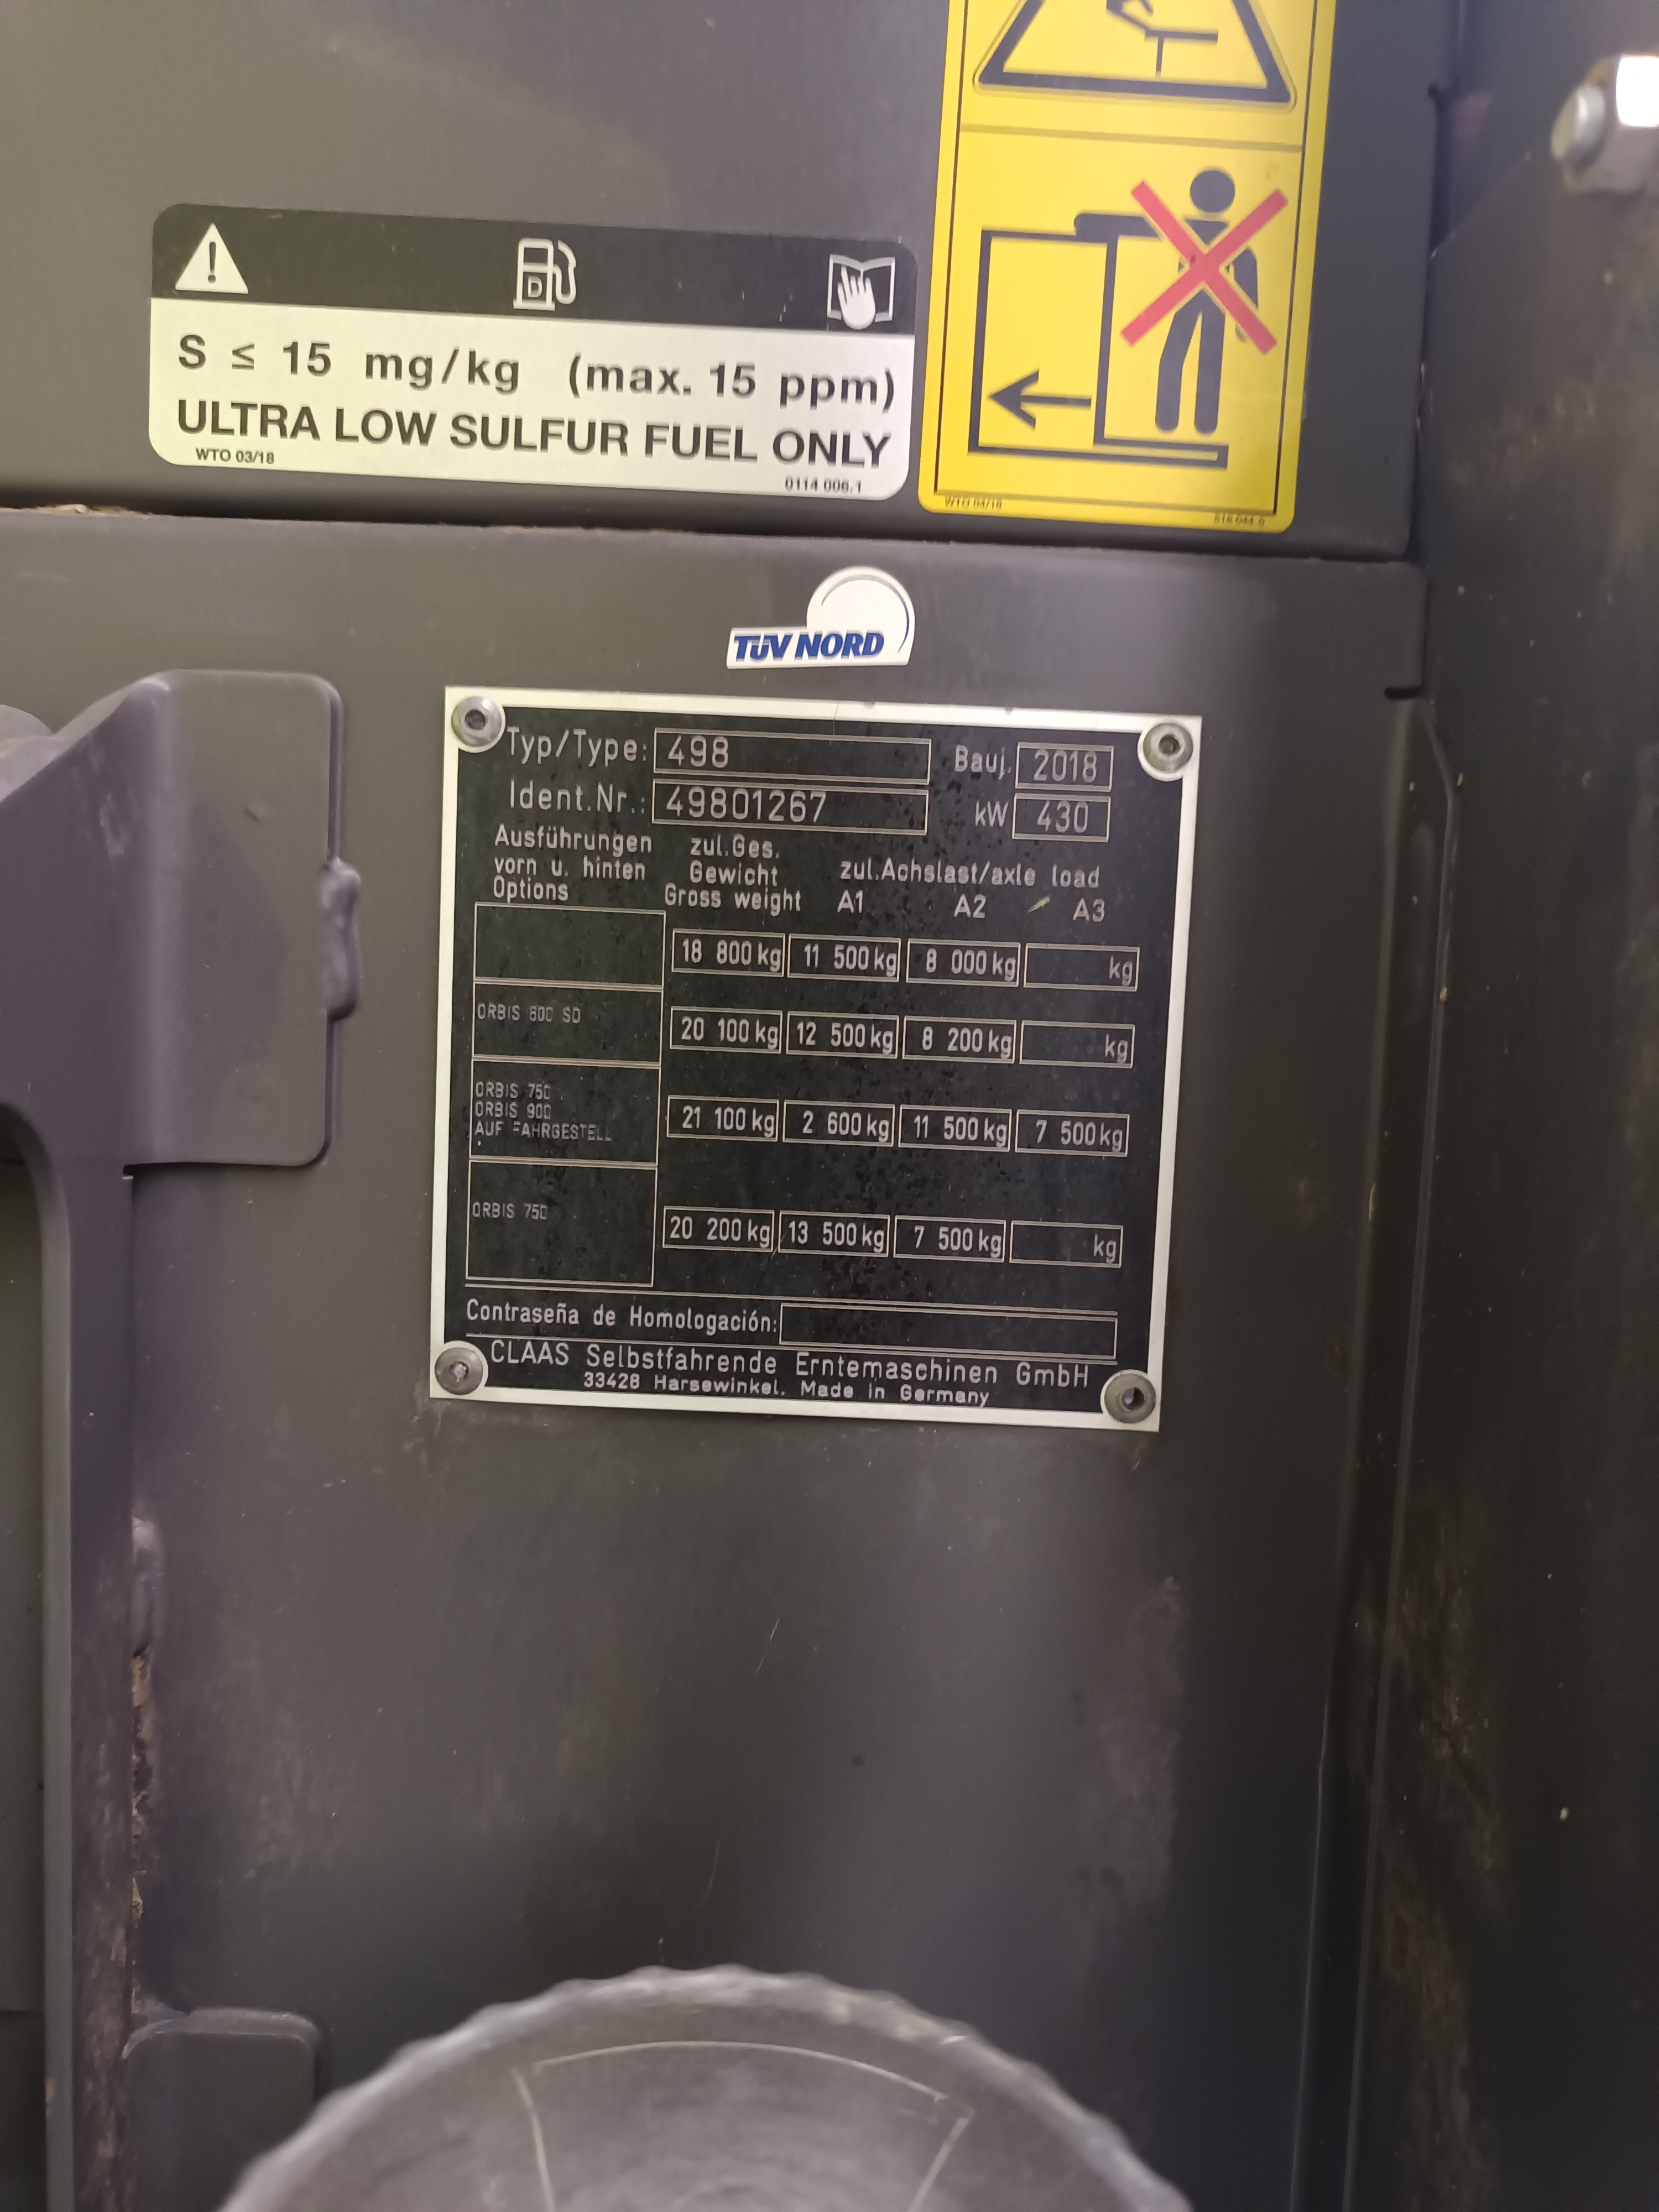 D
S ≤ 15 mg/kg (max. 15 ppm)
ULTRA LOW SULFUR FUEL ONLY
WTO 03/18
0114 006.1
WTO 04/18
TÜV NORD
Typ/Type: 498 Bauj. 2018
Ident.Nr.: 49801267 kW 430
Ausführungen
vorn u. hinten
Options
zul.Ges.
Gewicht
Gross weight
zul.Achslast/axle load
A1 A2 A3
18 800 kg 11 500 kg 8 000 kg kg
ORBIS 600 SD 20 100 kg 12 500 kg 8 200 kg kg
ORBIS 750
ORBIS 900
AUF FAHRGESTELL
21 100 kg 2 600 kg 11 500 kg 7 500 kg
ORBIS 750 20 200 kg 13 500 kg 7 500 kg kg
Contraseña de Homologación:
CLAAS Selbstfahrende Erntemaschinen GmbH
33428 Harsewinkel. Made in Germany